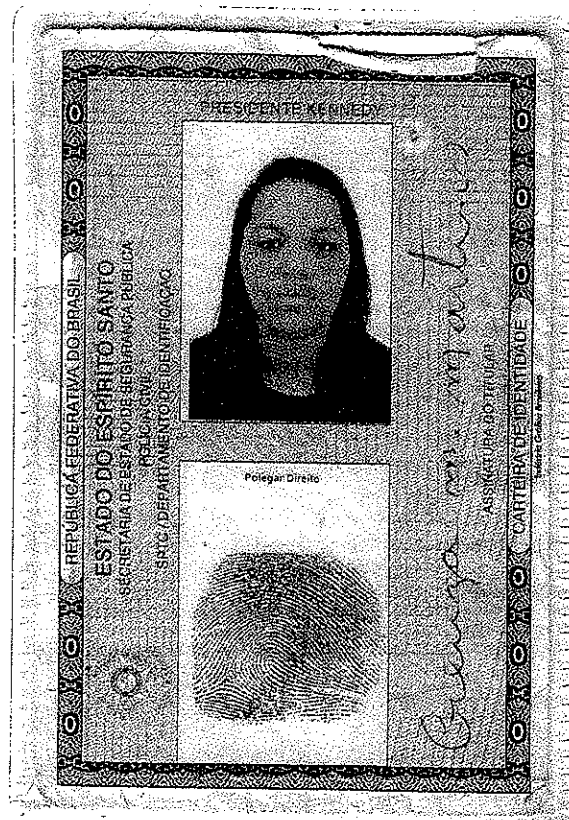 PRESIDENTE KENNEDY
REPÚBLICA FEDERATIVA DO BRASIL
ESTADO DO ESPÍRITO SANTO
SECRETARIA DE ESTADO DE SEGURANÇA PÚBLICA
POLÍCIA CIVIL
SPTC / DEPARTAMENTO DE IDENTIFICAÇÃO
Polegar Direito
ASSINATURA DO TITULAR
CARTEIRA DE IDENTIDADE